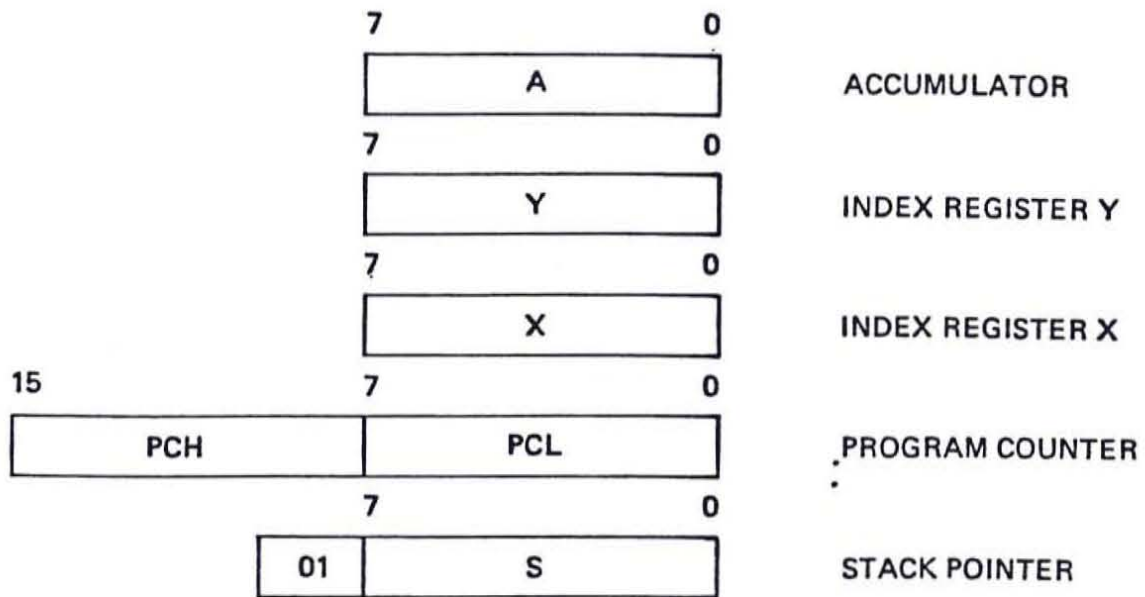 7 0
A ACCUMULATOR
7 0
Y INDEX REGISTER Y
7 0
X INDEX REGISTER X
15 7 0
PCH PCL PROGRAM COUNTER
7 0
01 S STACK POINTER